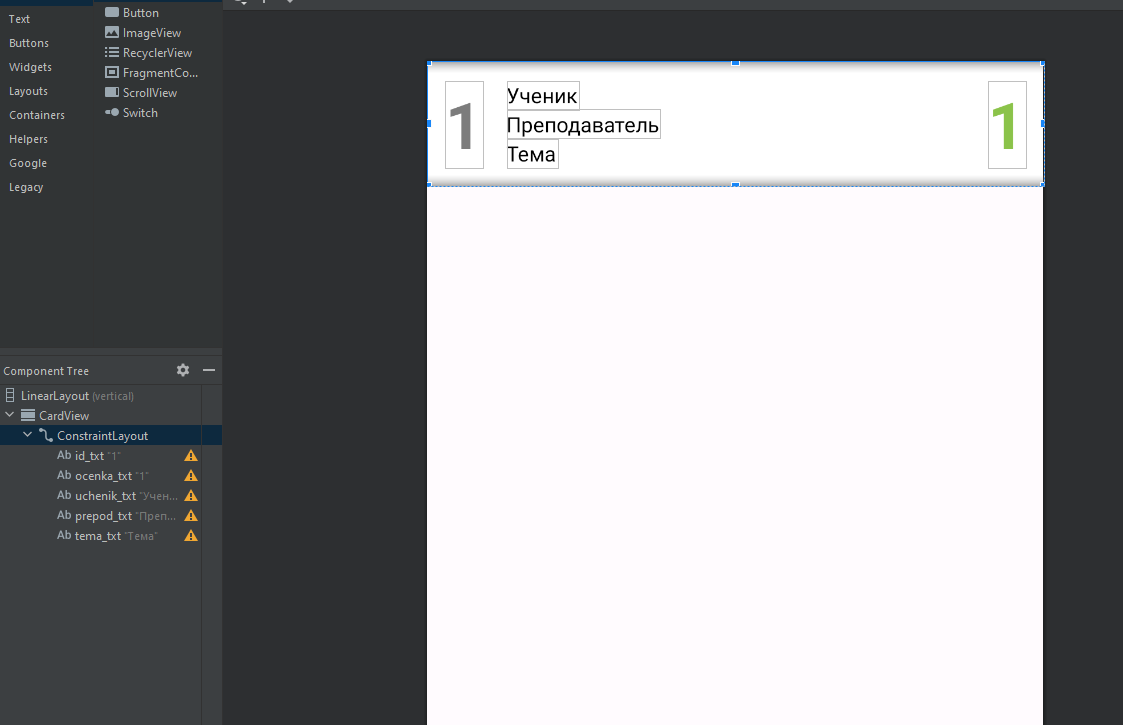 Text
Buttons
Widgets
Layouts
Containers
Helpers
Google
Legacy
Button
ImageView
RecyclerView
FragmentCo...
ScrollView
Switch
1
Ученик
Преподаватель
Тема
1
Component Tree
LinearLayout (vertical)
CardView
ConstraintLayout
Ab id_txt "1"
Ab ocenka_txt "1"
Ab uchenik_txt "Учен...
Ab prepod_txt "Преп...
Ab tema_txt "Тема"